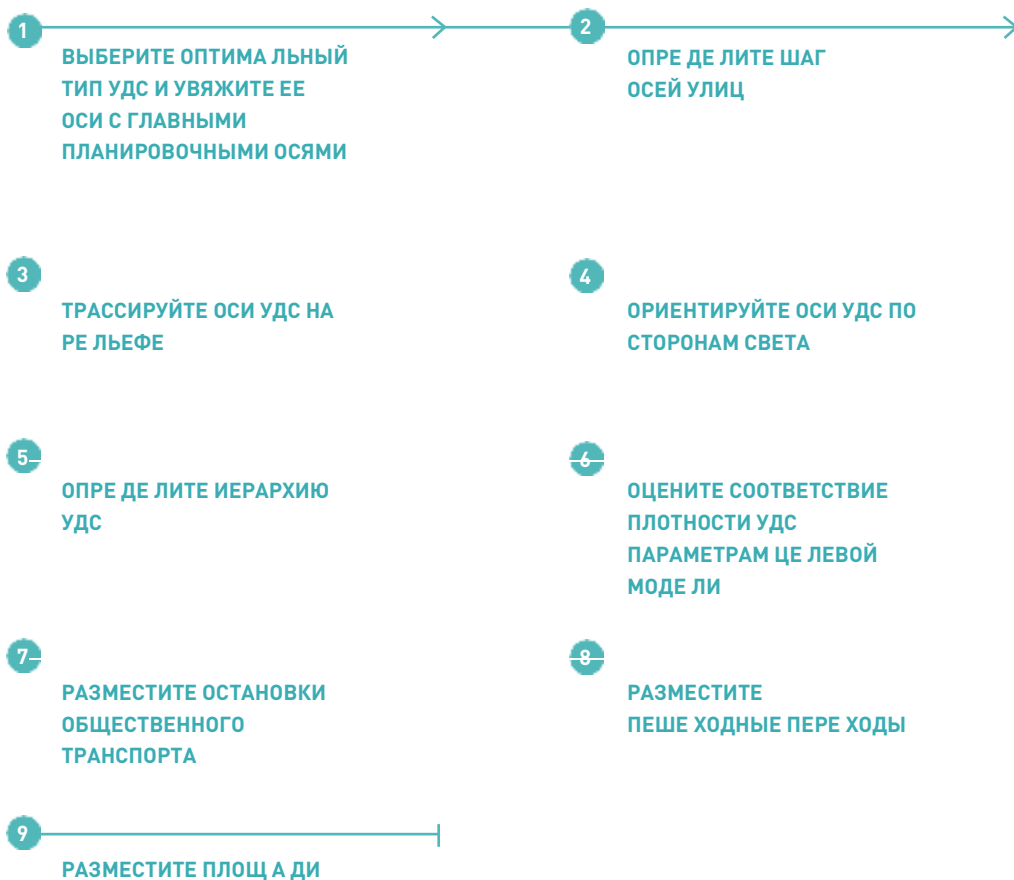 1
ВЫБЕРИТЕ ОПТИМА ЛЬНЫЙ
ТИП УДС И УВЯЖИТЕ ЕЕ
ОСИ С ГЛАВНЫМИ
ПЛАНИРОВОЧНЫМИ ОСЯМИ
2
ОПРЕ ДЕ ЛИТЕ ШАГ
ОСЕЙ УЛИЦ
3
ТРАССИРУЙТЕ ОСИ УДС НА
РЕ ЛЬЕФЕ
4
ОРИЕНТИРУЙТЕ ОСИ УДС ПО
СТОРОНАМ СВЕТА
5
ОПРЕ ДЕ ЛИТЕ ИЕРАРХИЮ
УДС
6
ОЦЕНИТЕ СООТВЕТСТВИЕ
ПЛОТНОСТИ УДС
ПАРАМЕТРАМ ЦЕ ЛЕВОЙ
МОДЕ ЛИ
7
РАЗМЕСТИТЕ ОСТАНОВКИ
ОБЩЕСТВЕННОГО
ТРАНСПОРТА
8
РАЗМЕСТИТЕ
ПЕШЕ ХОДНЫЕ ПЕРЕ ХОДЫ
9
РАЗМЕСТИТЕ ПЛОЩ А ДИ